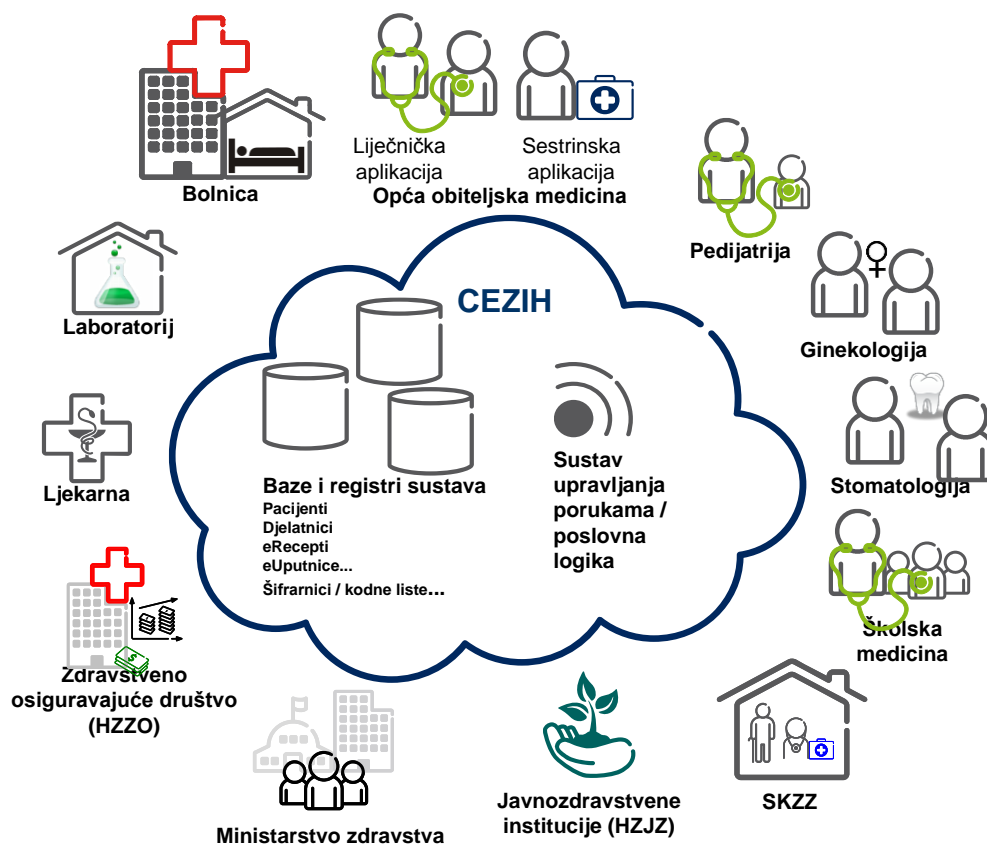 Liječnička
aplikacija
Sestrinska
aplikacija
Opća obiteljska medicina
Bolnica
Pedijatrija
Laboratorij
CEZIH
Ginekologija
Ljekarna
Baze i registri sustava
Pacijenti
Djelatnici
eRecepti
eUputnice...
Šifrarnici / kodne liste...
Sustav
upravljanja
porukama /
poslovna
logika
Stomatologija
Školska
medicina
Zdravstveno
osiguravajuće društvo
(HZZO)
SKZZ
Javnozdravstvene
institucije (HZJZ)
Ministarstvo zdravstva